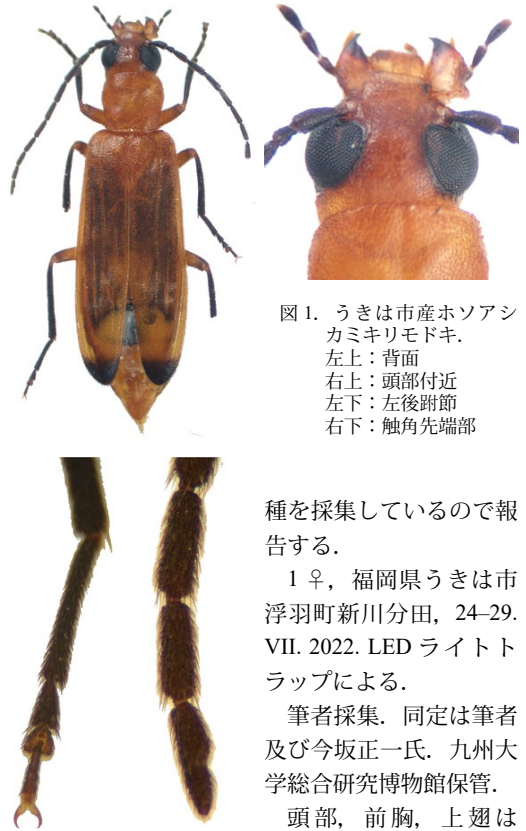 図 1. うきは市産ホソアシ
カミキリモドキ.
左上：背面
右上：頭部付近
左下：左後跗節
右下：触角先端部
種を採集しているので報
告する.
1 ♀, 福岡県うきは市
浮羽町新川分田, 24–29.
VII. 2022. LED ライトト
ラップによる.
筆者採集. 同定は筆者
及び今坂正一氏. 九州大
学総合研究博物館保管.
頭部, 前胸, 上翅は